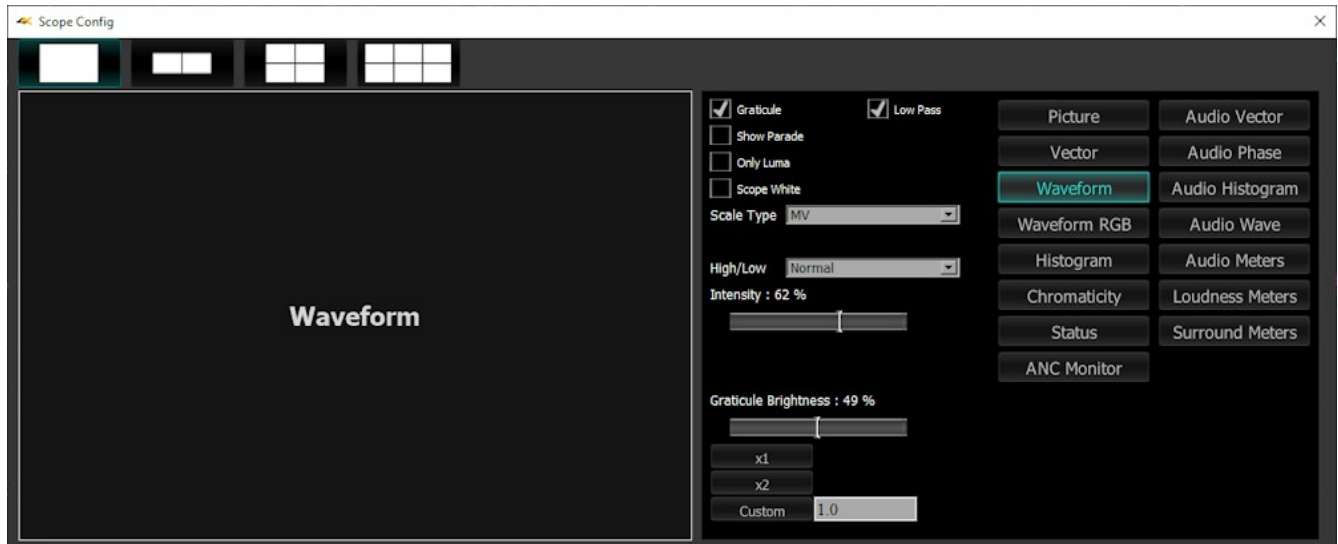 4K Scope Config
Waveform
Graticule Low Pass
Show Parade
Only Luma
Scope White
Scale Type MV
High/Low Normal
Intensity : 62 %
Graticule Brightness : 49 %
x1
x2
Custom 1.0
Picture Audio Vector
Vector Audio Phase
Waveform Audio Histogram
Waveform RGB Audio Wave
Histogram Audio Meters
Chromaticity Loudness Meters
Status Surround Meters
ANC Monitor